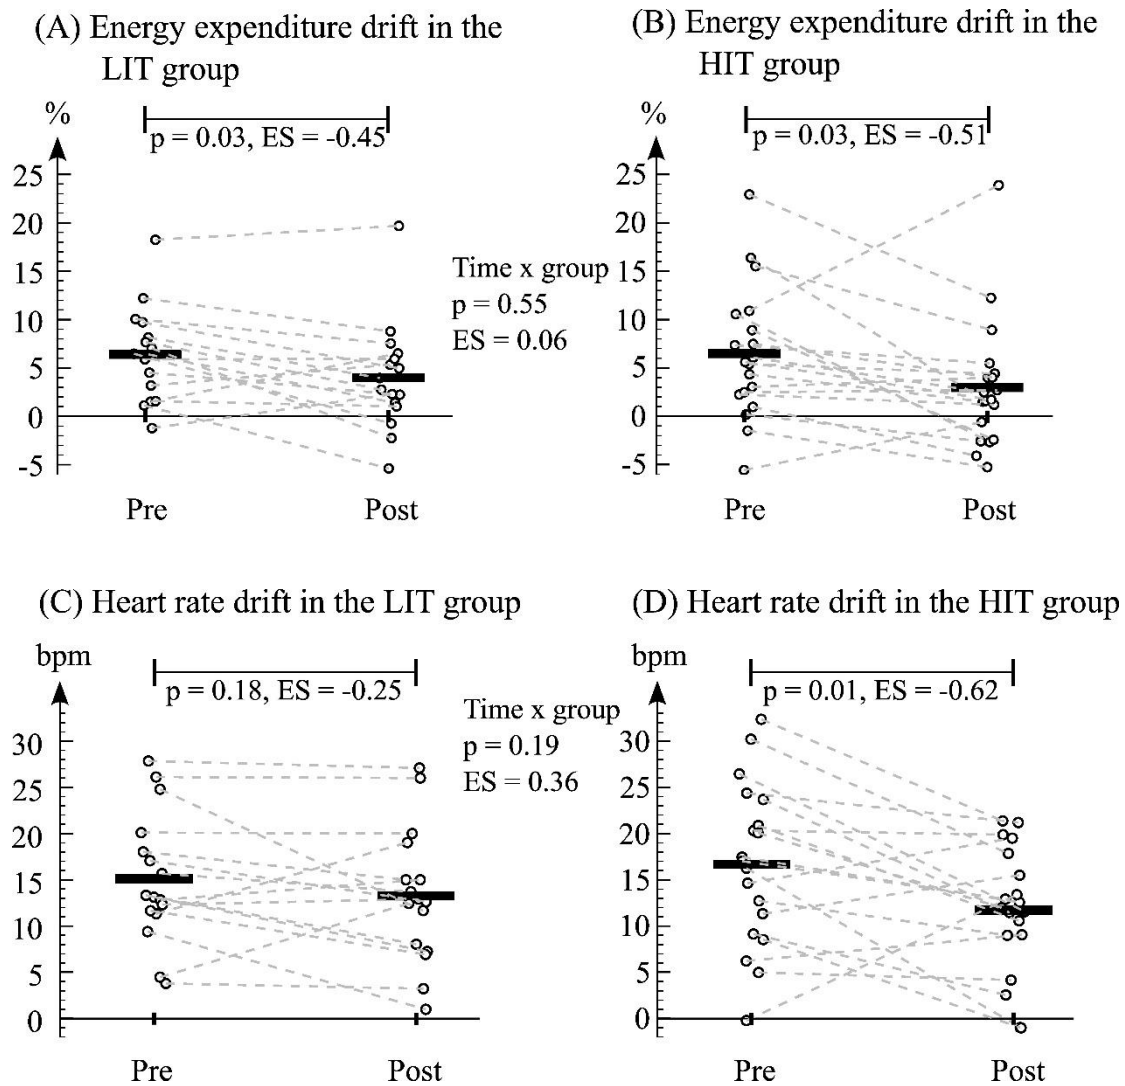 (A) Energy expenditure drift in the
LIT group
%
p = 0.03, ES = -0.45
25
20
15
10
5
0
-5
Pre
Post
Time x group
p = 0.55
ES = 0.06
(B) Energy expenditure drift in the
HIT group
%
p = 0.03, ES = -0.51
25
20
15
10
5
0
-5
Pre
Post
(C) Heart rate drift in the LIT group
bpm
p = 0.18, ES = -0.25
30
25
20
15
10
5
0
Pre
Post
Time x group
p = 0.19
ES = 0.36
(D) Heart rate drift in the HIT group
bpm
p = 0.01, ES = -0.62
30
25
20
15
10
5
0
Pre
Post